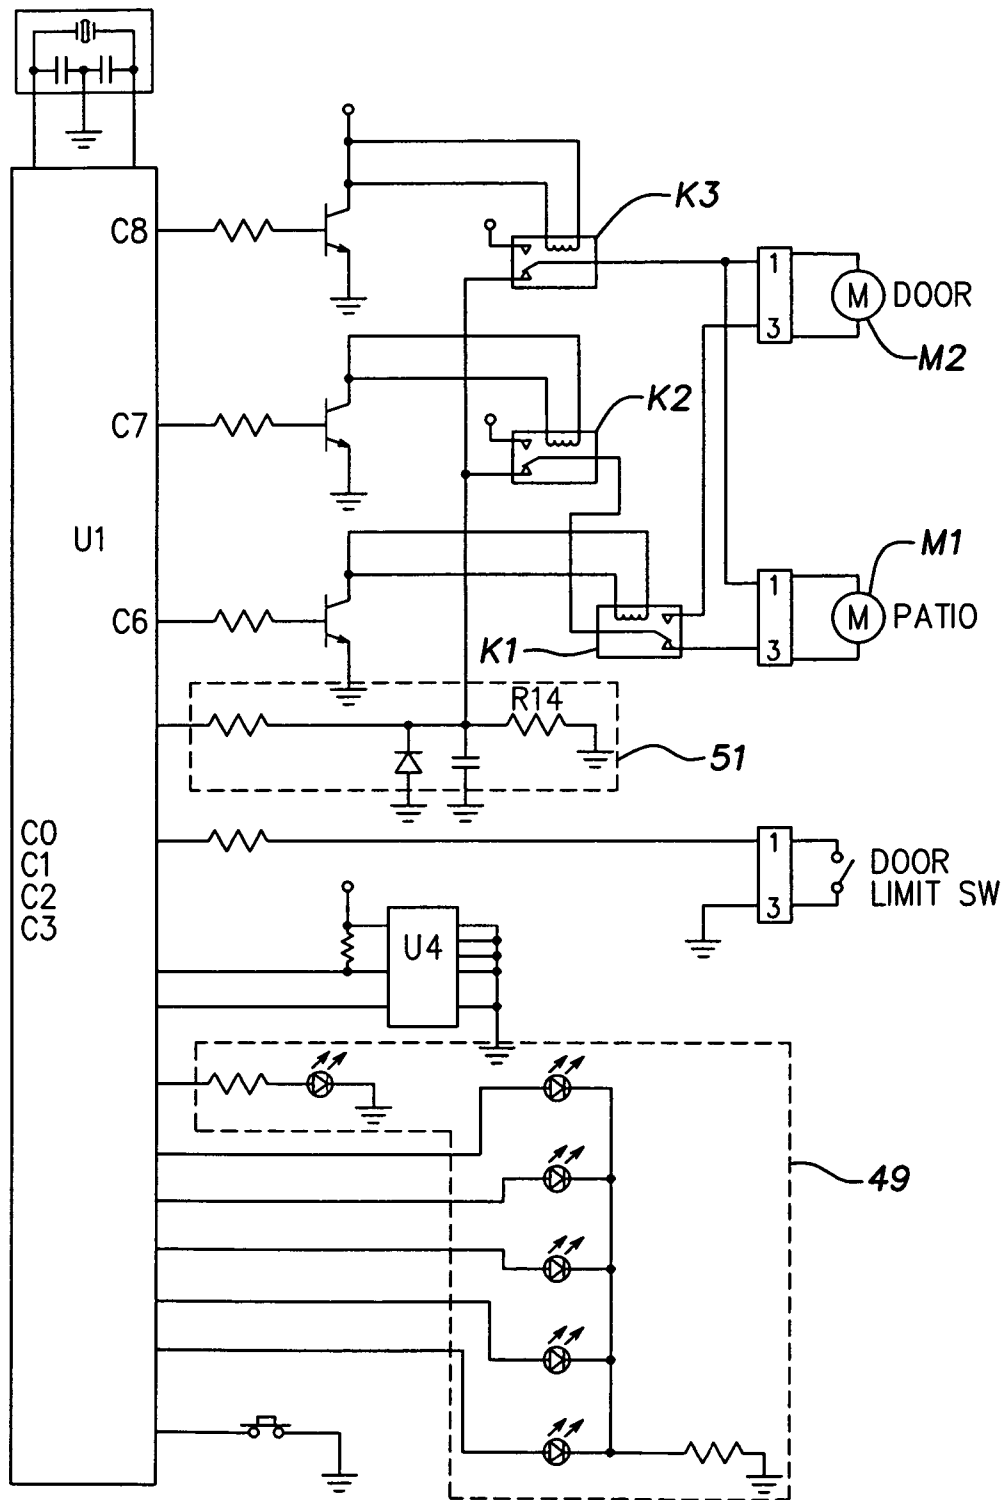 K3
C8
1
M DOOR
3
M2
K2
C7
U1
M1
1
C6
M PATIO
K1
3
R14
51
C0
C1
C2
C3
1
DOOR
LIMIT SW
3
U4
49